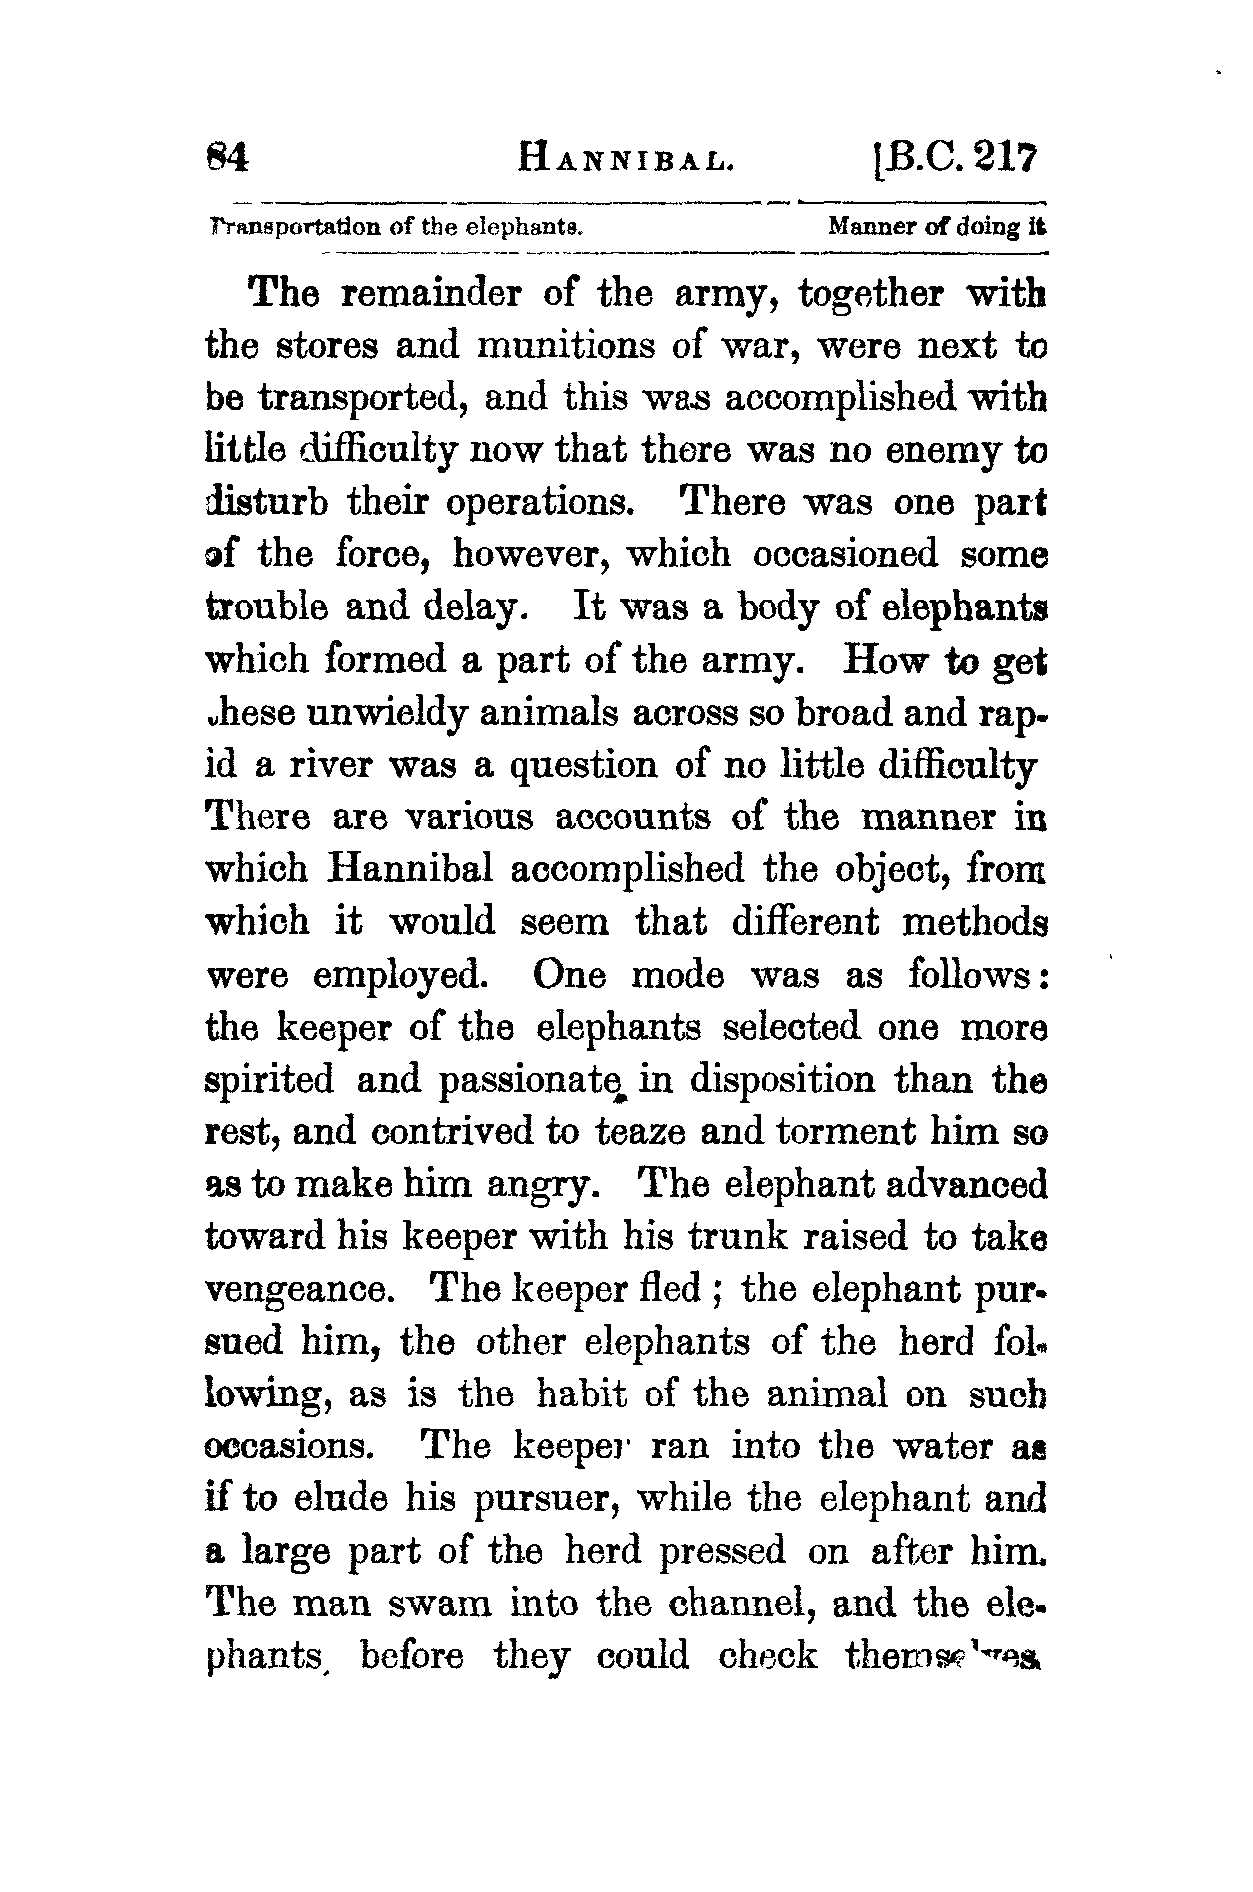 84 HANNIBAL. [B.C. 217
Transportation of the elephants. Manner of doing it
The remainder of the army, together with
the stores and munitions of war, were next to
be transported, and this was accomplished with
little difficulty now that there was no enemy to
disturb their operations. There was one part
of the force, however, which occasioned some
trouble and delay. It was a body of elephants
which formed a part of the army. How to get
these unwieldy animals across so broad and rap-
id a river was a question of no little difficulty
There are various accounts of the manner in
which Hannibal accomplished the object, from
which it would seem that different methods
were employed. One mode was as follows:
the keeper of the elephants selected one more
spirited and passionate in disposition than the
rest, and contrived to teaze and torment him so
as to make him angry. The elephant advanced
toward his keeper with his trunk raised to take
vengeance. The keeper fled ; the elephant pur-
sued him, the other elephants of the herd fol-
lowing, as is the habit of the animal on such
occasions. The keeper ran into the water as
if to elude his pursuer, while the elephant and
a large part of the herd pressed on after him.
The man swam into the channel, and the ele-
phants, before they could check themselves